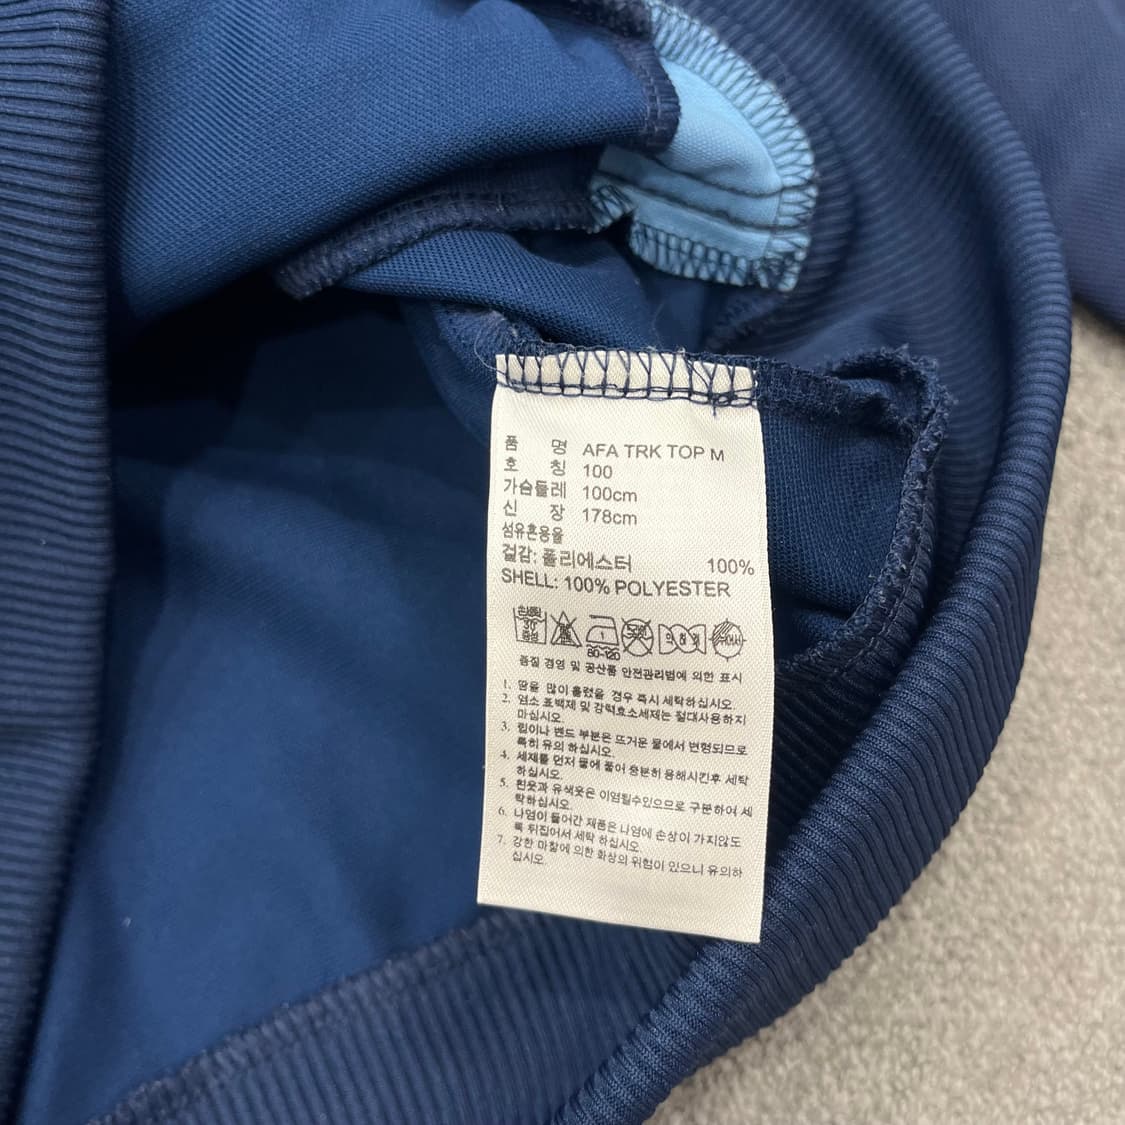 품 명 AFA TRK TOP M
호 칭 100
가슴둘레 100cm
신 장 178cm
섬유혼용율
겉감: 폴리에스터 100%
SHELL: 100% POLYESTER
손세탁
30°
중성
80-120
품질 경영 및 공산품 안전관리법에 의한 표시
1. 땀을 많이 흘렸을 경우 즉시 세탁하십시오.
2. 염소 표백제 및 강력효소세제는 절대사용하지
마십시오.
3. 립이나 밴드 부분은 뜨거운 물에서 변형되므로
특히 유의 하십시오.
4. 세제를 먼저 물에 풀어 충분히 용해시킨후 세탁
하십시오.
5. 흰옷과 유색옷은 이염될수있으므로 구분하여 세
탁하십시오.
6. 나염이 들어간 제품은 나염에 손상이 가지않도
록 뒤집어서 세탁 하십시오.
7. 강한 마찰에 의한 화상의 위험이 있으니 유의하
십시오.